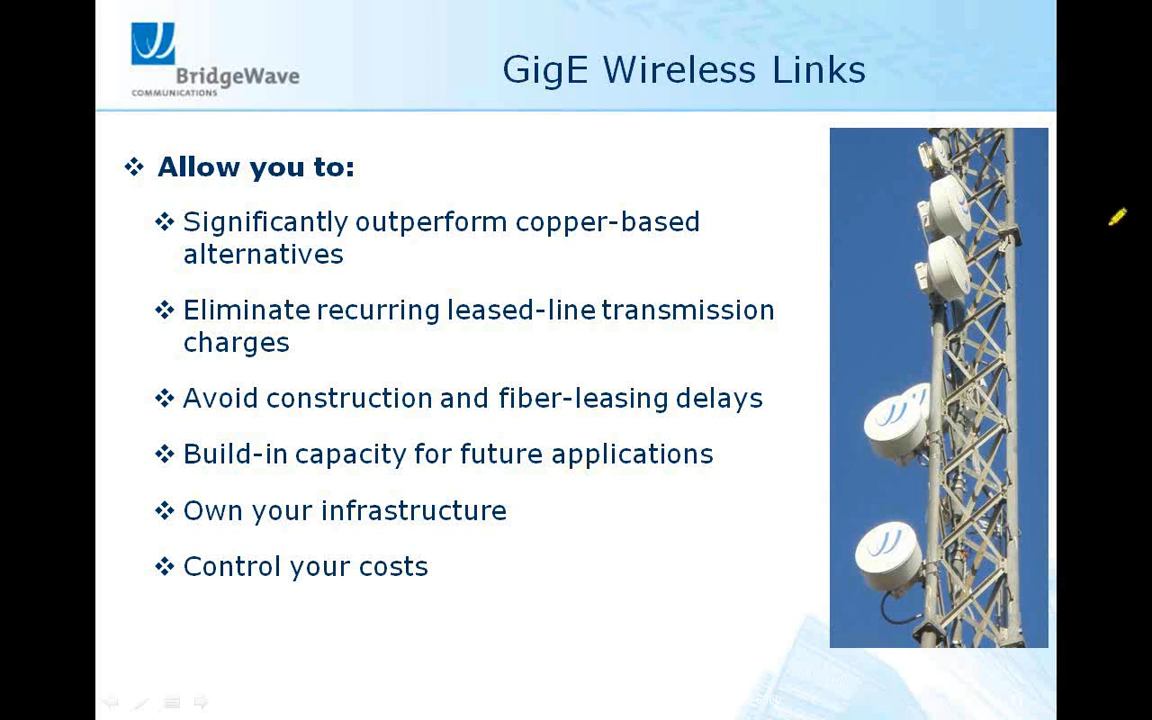 BridgeWave
COMMUNICATIONS
GigE Wireless Links
Allow you to:
Significantly outperform copper-based
alternatives
Eliminate recurring leased-line transmission
charges
Avoid construction and fiber-leasing delays
Build-in capacity for future applications
Own your infrastructure
Control your costs